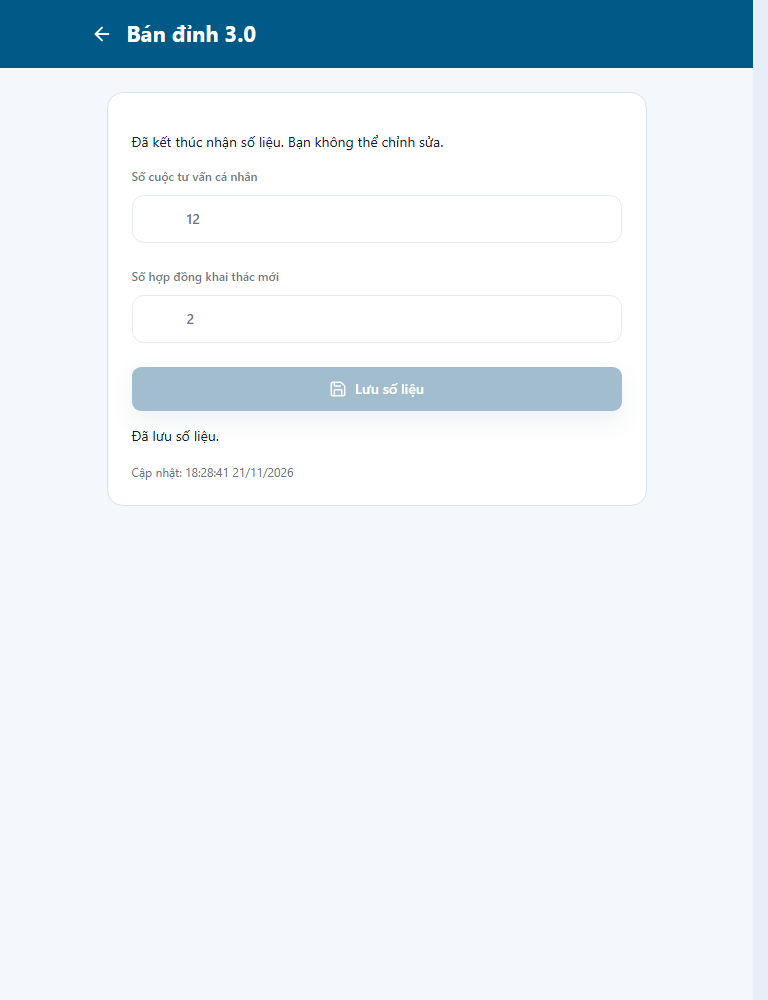 Bán đỉnh 3.0
Đã kết thúc nhận số liệu. Bạn không thể chỉnh sửa.
Số cuộc tư vấn cá nhân
12
Số hợp đồng khai thác mới
2
Lưu số liệu
Đã lưu số liệu.
Cập nhật: 18:28:41 21/11/2026